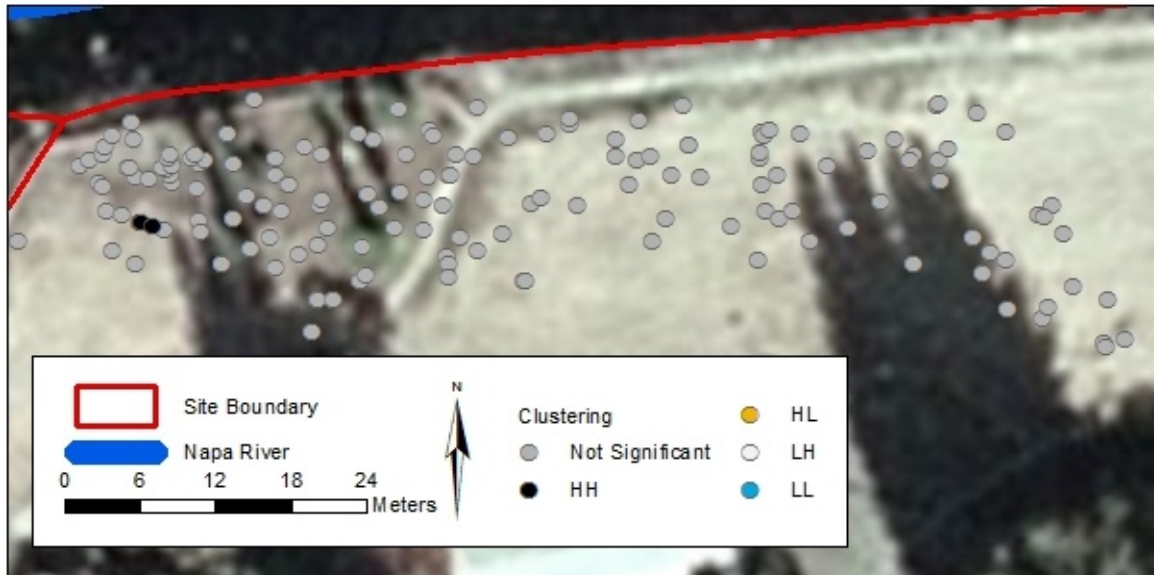 N
Site Boundary
Clustering
HL
Napa River
Not Significant
LH
0 6 12 18 24
HH
LL
Meters